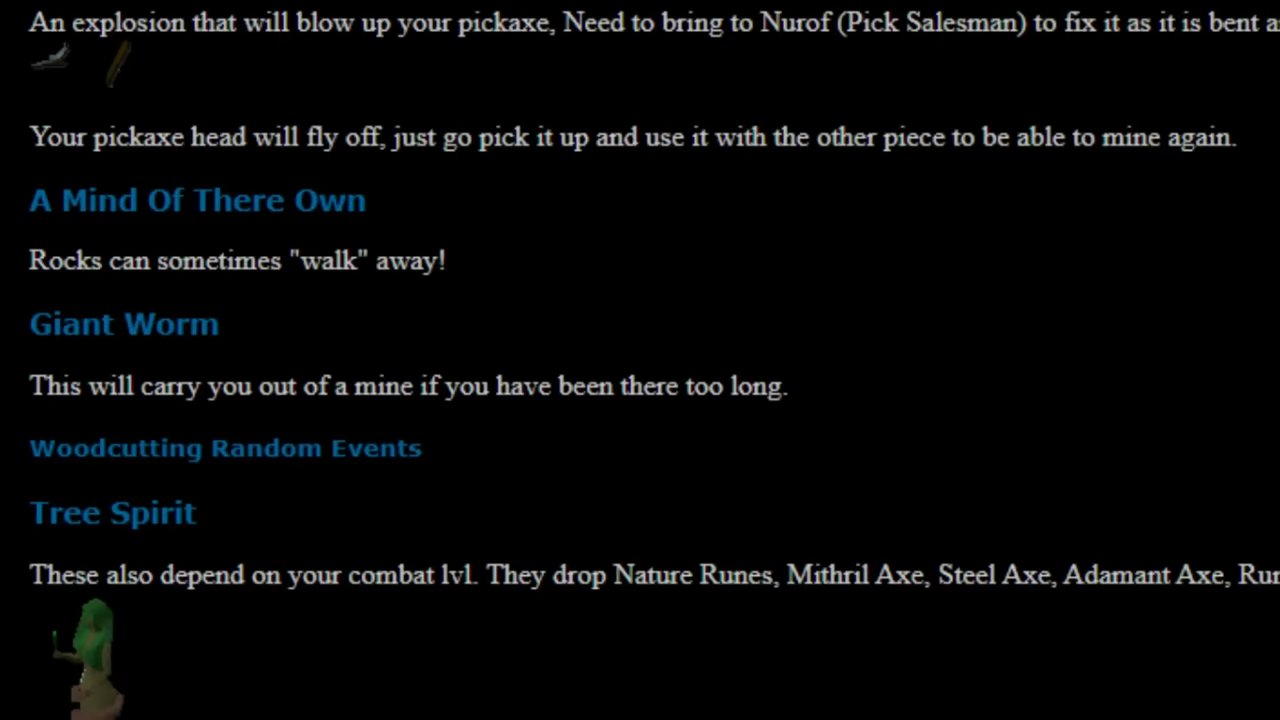 An explosion that will blow up your pickaxe, Need to bring to Nurof (Pick Salesman) to fix it as it is bent
Your pickaxe head will fly off, just go pick it up and use it with the other piece to be able to mine again.
A Mind Of There Own
Rocks can sometimes "walk" away!
Giant Worm
This will carry you out of a mine if you have been there too long.
Woodcutting Random Events
Tree Spirit
These also depend on your combat lvl. They drop Nature Runes, Mithril Axe, Steel Axe, Adamant Axe,